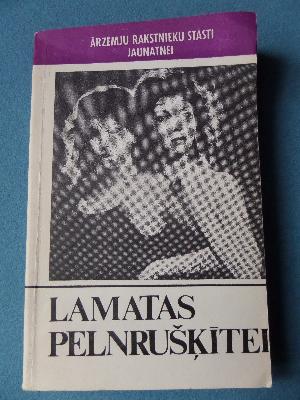 ĀRZEMJU RAKSTNIEKU STĀSTI
JAUNATNEI
LAMATAS
PELNRUŠĶĪTEI